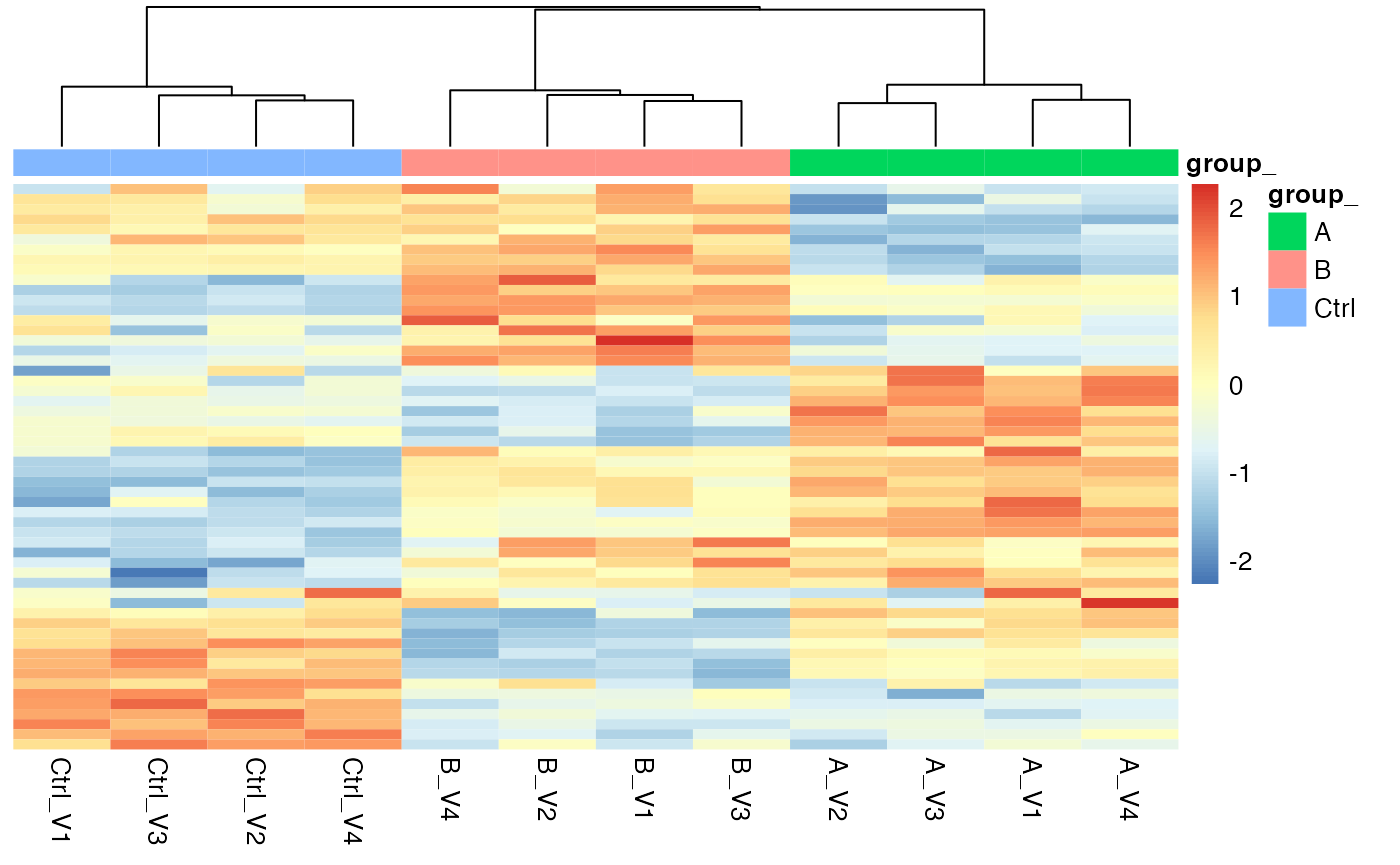 group_
2
1
0
-1
-2
group_
A
B
Ctrl
Ctrl_V1
Ctrl_V3
Ctrl_V2
Ctrl_V4
B_V4
B_V2
B_V1
B_V3
A_V2
A_V3
A_V1
A_V4